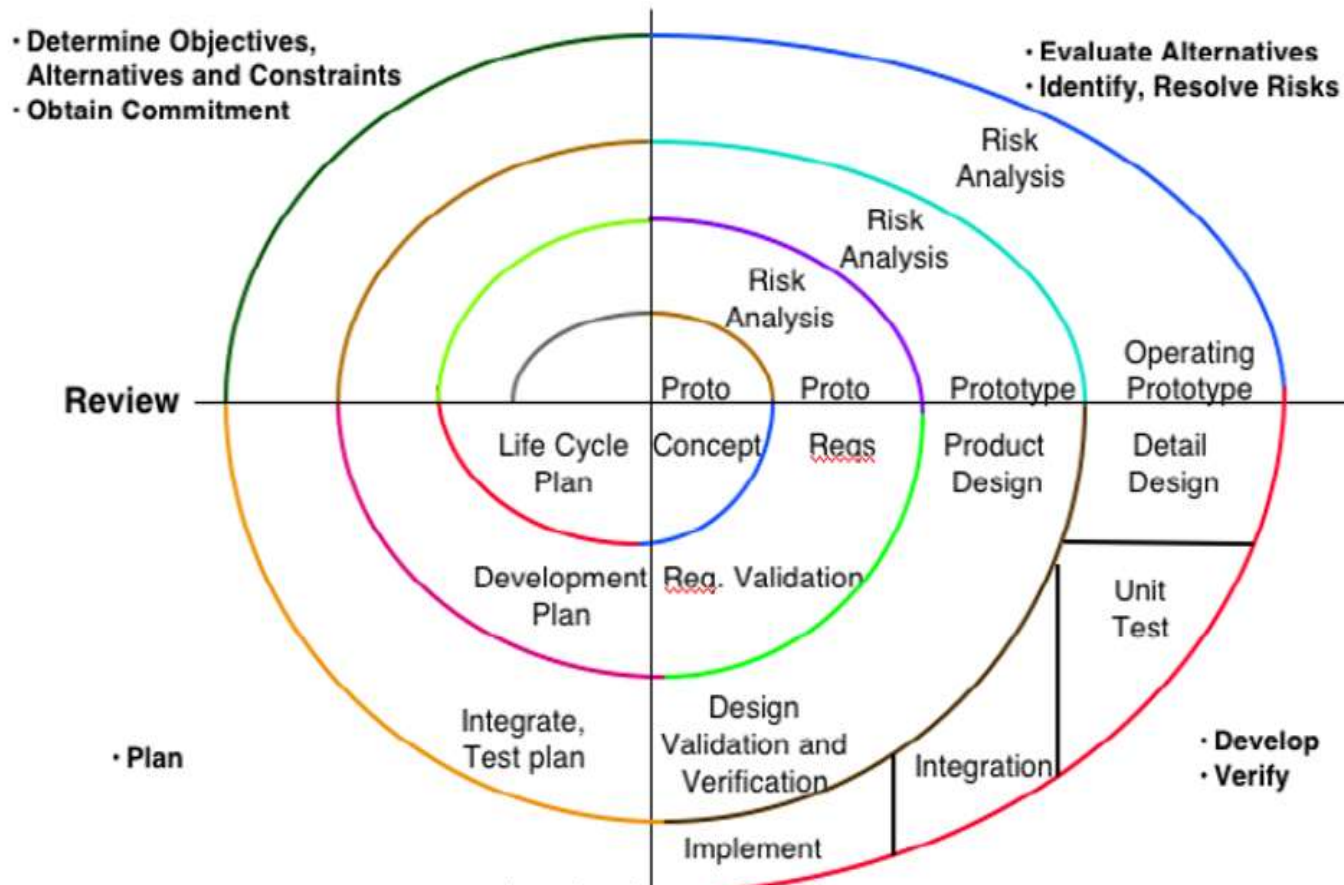 · Determine Objectives,
Alternatives and Constraints
· Obtain Commitment
· Evaluate Alternatives
· Identify, Resolve Risks
Risk
Analysis
Risk
Analysis
Risk
Analysis
Operating
Prototype
Review
Proto
Proto
Prototype
Life Cycle
Plan
Concept
Reqs
Product
Design
Detail
Design
Development
Plan
Req. Validation
Unit
Test
Integrate,
Test plan
Design
Validation and
Verification
Integration
· Plan
· Develop
· Verify
Implement